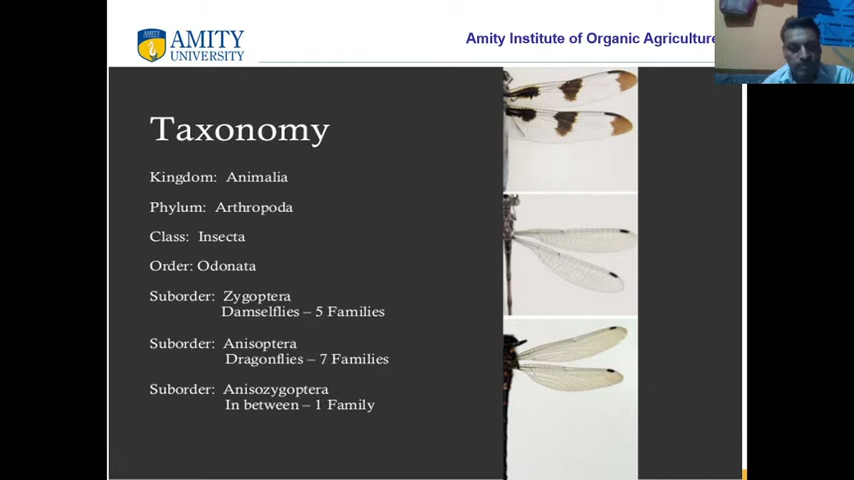 AMITY
UNIVERSITY
Amity Institute of Organic Agriculture
Taxonomy
Kingdom: Animalia
Phylum: Arthropoda
Class: Insecta
Order: Odonata
Suborder: Zygoptera
Damselflies – 5 Families
Suborder: Anisoptera
Dragonflies – 7 Families
Suborder: Anisozygoptera
In between – 1 Family